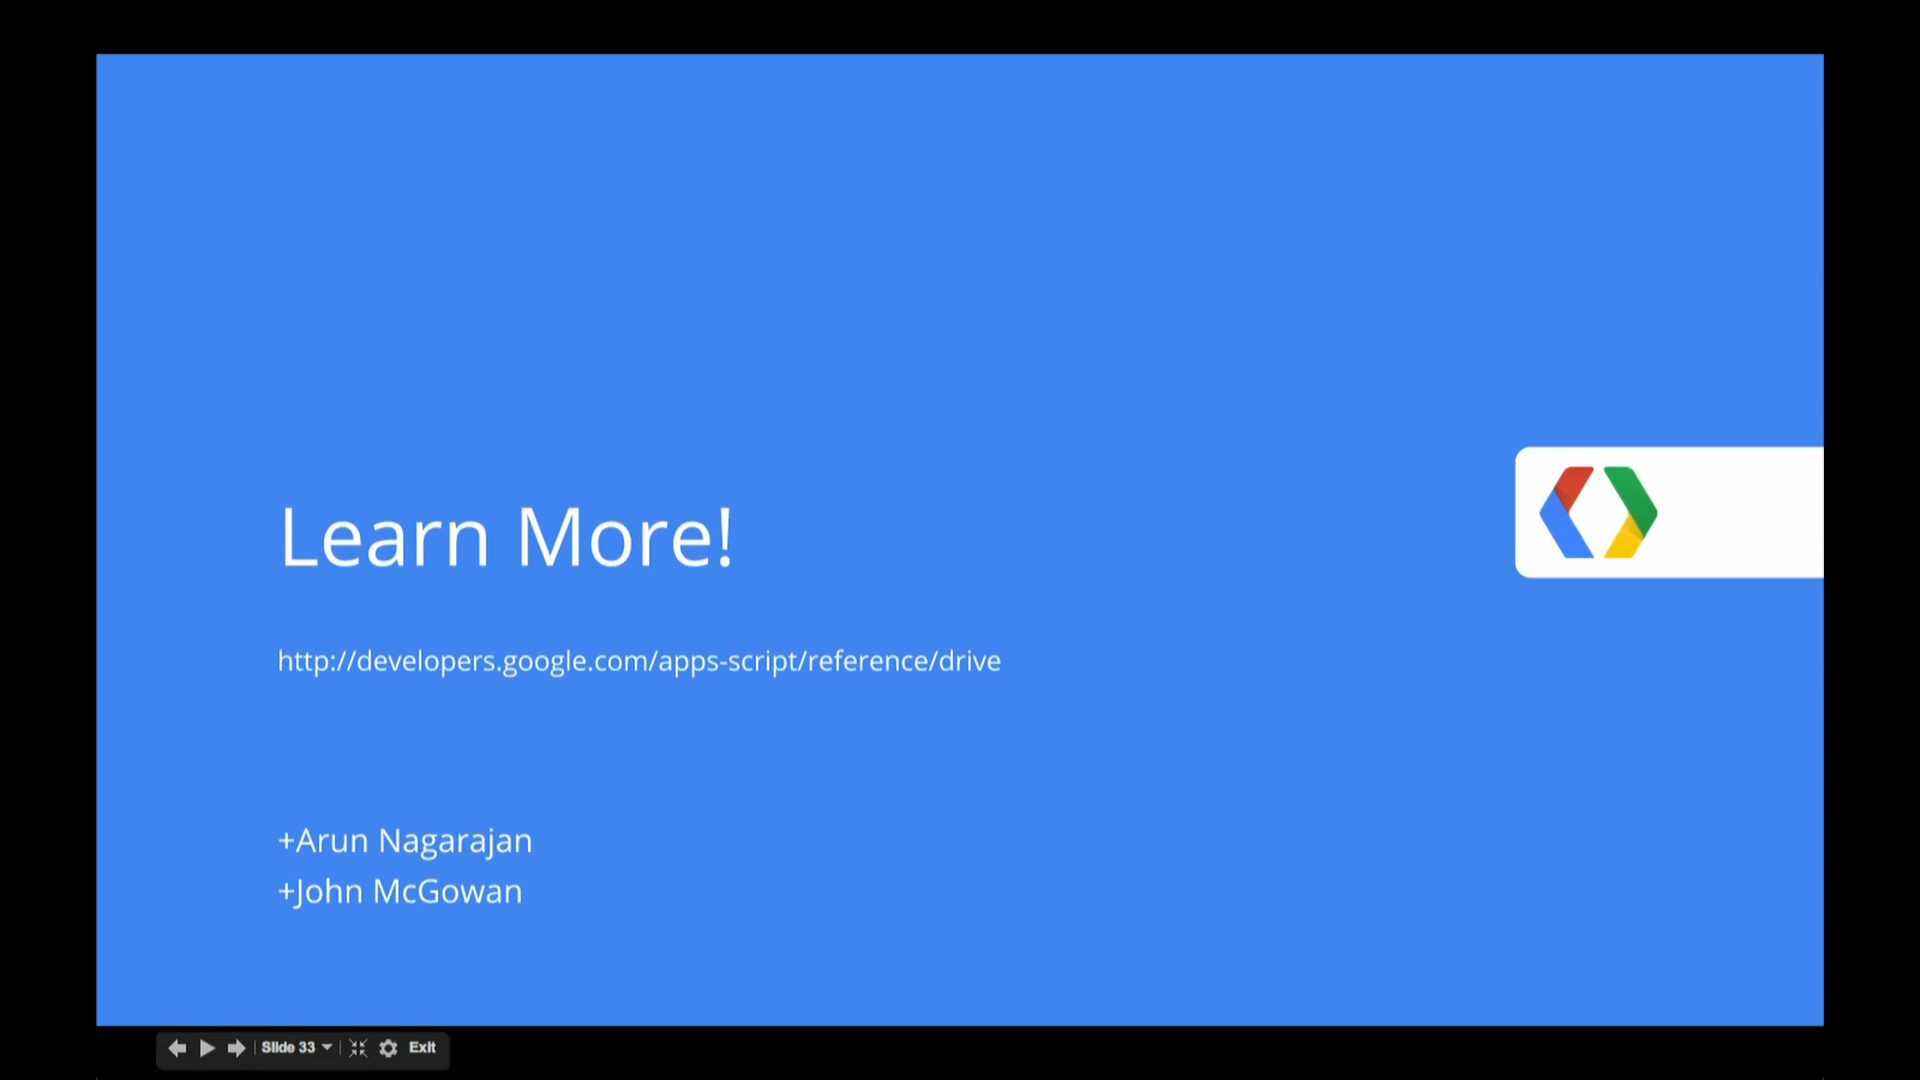 Learn More!
http://developers.google.com/apps-script/reference/drive
+Arun Nagarajan
+John McGowan
Slide 33
Exit